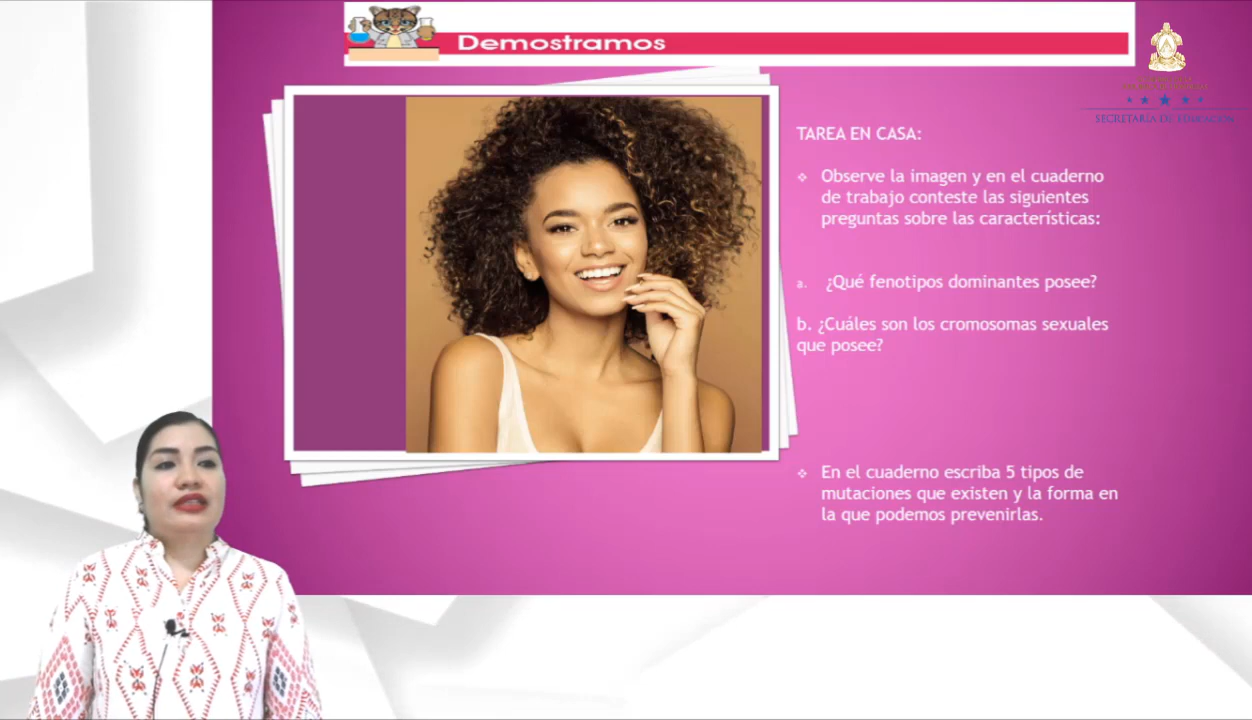 Demostramos
SECRETARÍA DE EDUCACIÓN
TAREA EN CASA:
❖ Observe la imagen y en el cuaderno
de trabajo conteste las siguientes
preguntas sobre las características:
a. ¿Qué fenotipos dominantes posee?
b. ¿Cuáles son los cromosomas sexuales
que posee?
❖ En el cuaderno escriba 5 tipos de
mutaciones que existen y la forma en
la que podemos prevenirlas.